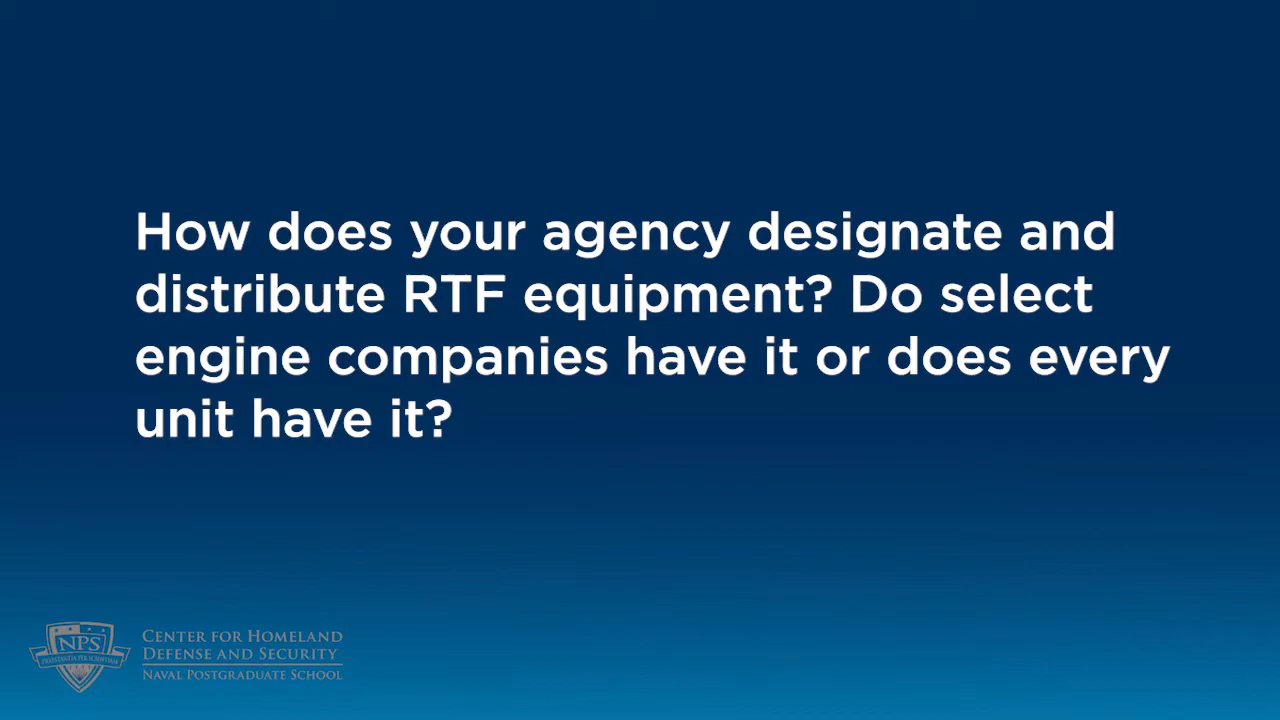 How does your agency designate and
distribute RTF equipment? Do select
engine companies have it or does every
unit have it?
NPS
CENTER FOR HOMELAND
DEFENSE AND SECURITY
NAVAL POSTGRADUATE SCHOOL